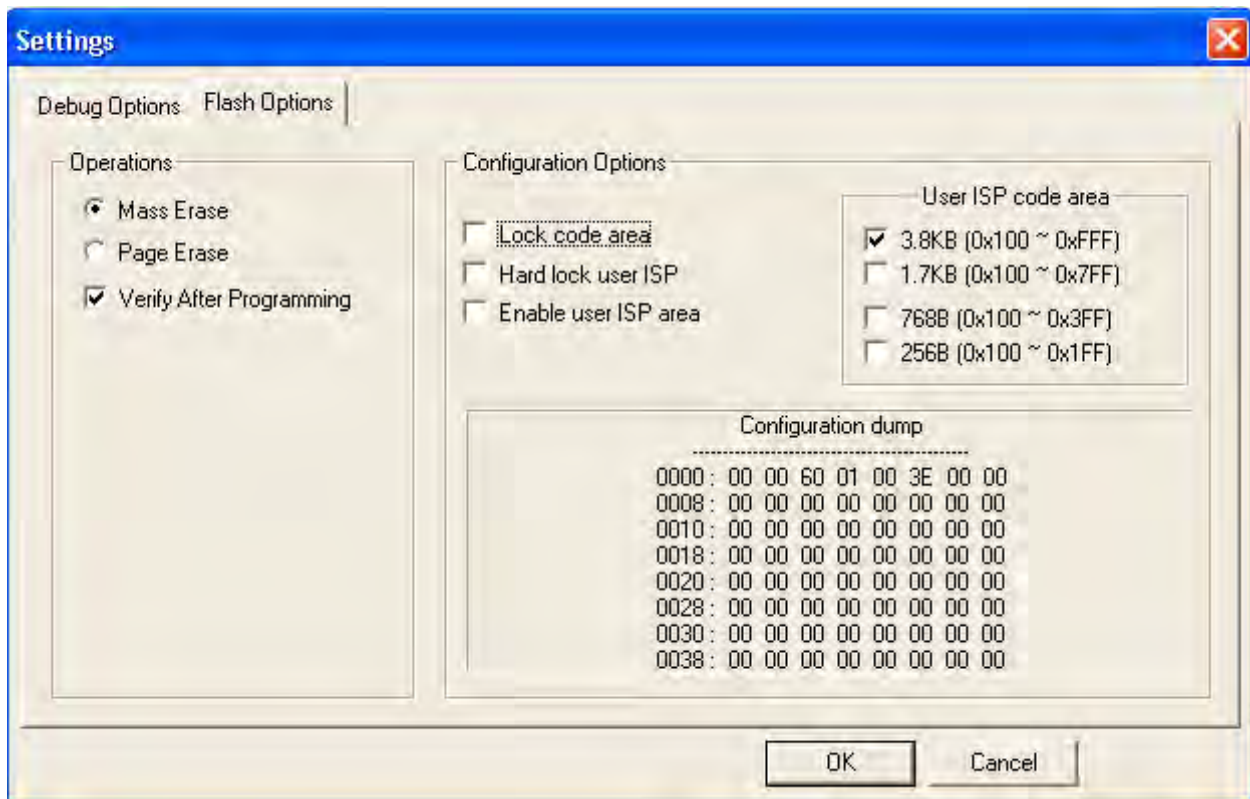 Settings
Debug Options
Flash Options
Operations
Mass Erase
Page Erase
Verify After Programming
Configuration Options
Lock code area
Hard lock user ISP
Enable user ISP area
User ISP code area
3.8KB (0x100 ~ 0xFFF)
1.7KB (0x100 ~ 0x7FF)
768B (0x100 ~ 0x3FF)
256B (0x100 ~ 0x1FF)
Configuration dump
--------------------------------------------
0000 : 00 00 60 01 00 3E 00 00
0008 : 00 00 00 00 00 00 00 00
0010 : 00 00 00 00 00 00 00 00
0018 : 00 00 00 00 00 00 00 00
0020 : 00 00 00 00 00 00 00 00
0028 : 00 00 00 00 00 00 00 00
0030 : 00 00 00 00 00 00 00 00
0038 : 00 00 00 00 00 00 00 00
OK
Cancel